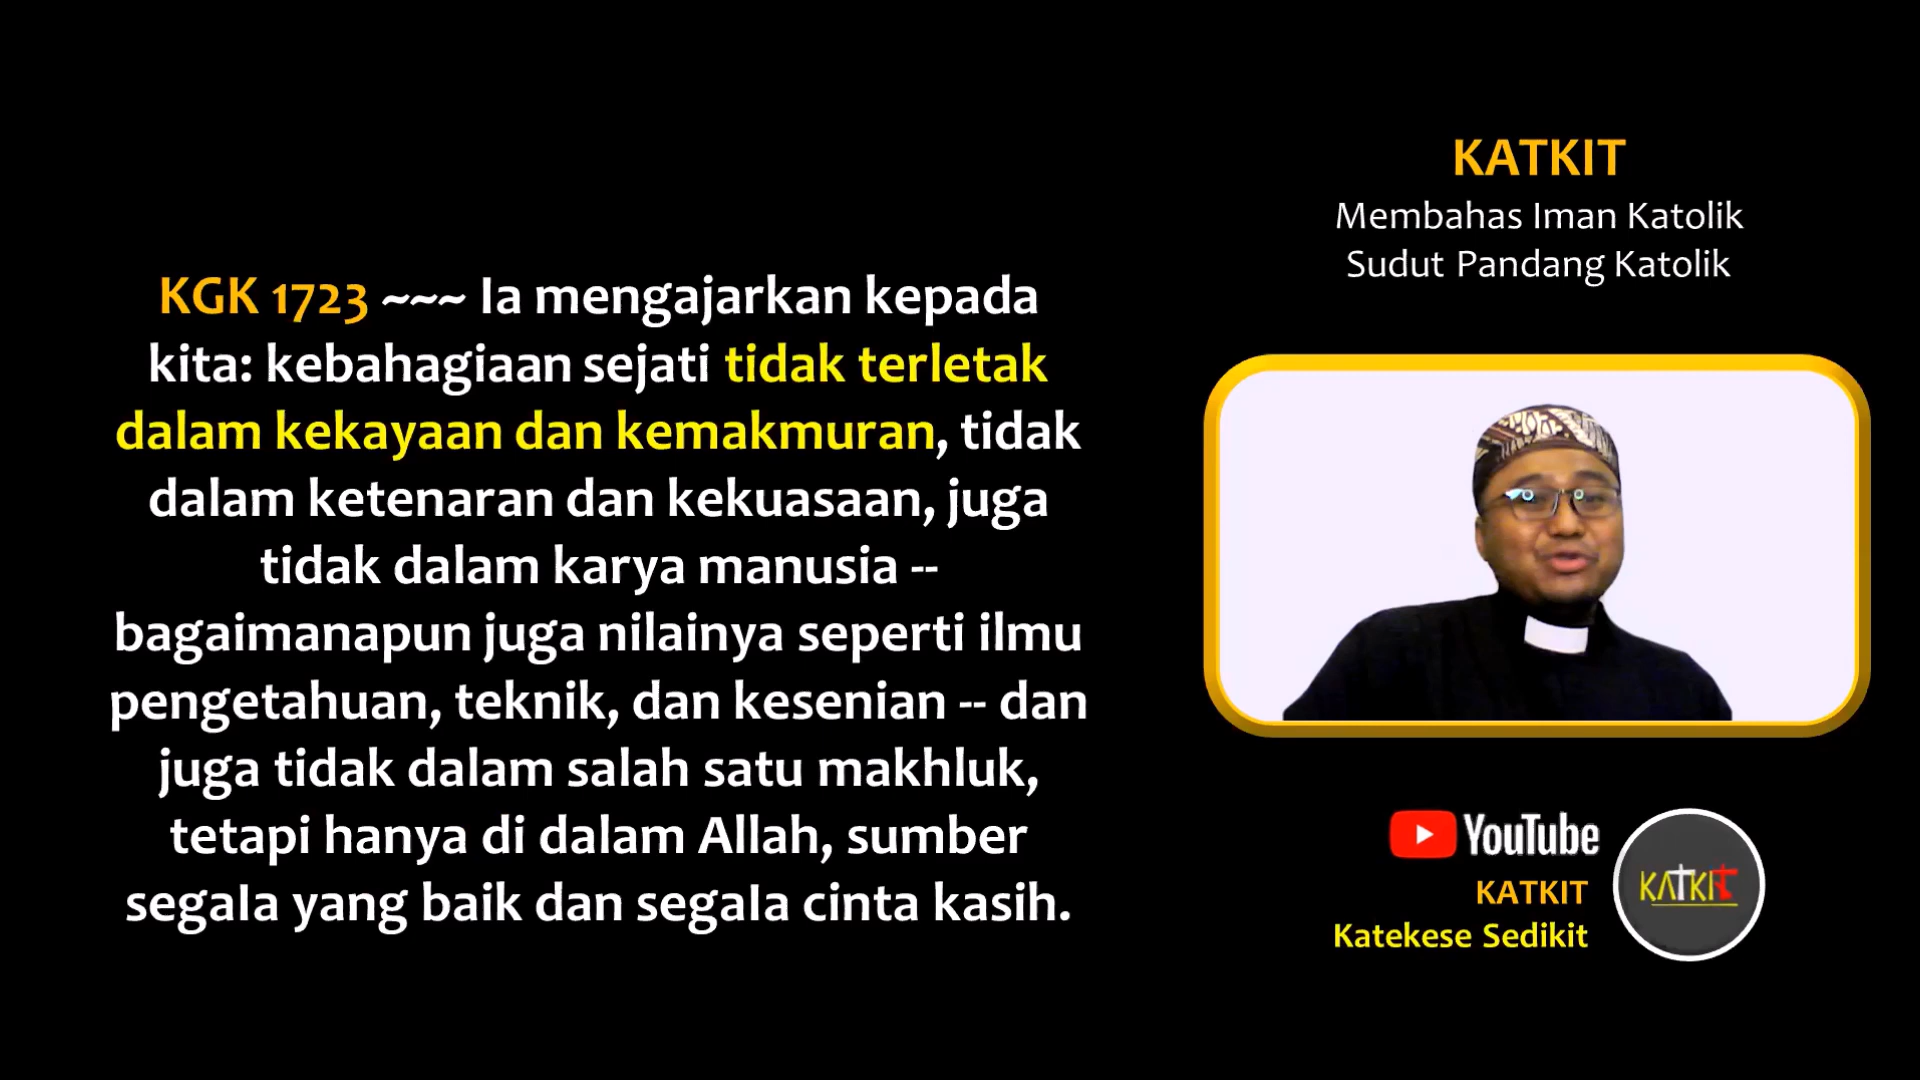 KGK 1723 ~~~ Ia mengajarkan kepada
kita: kebahagiaan sejati tidak terletak
dalam kekayaan dan kemakmuran, tidak
dalam ketenaran dan kekuasaan, juga
tidak dalam karya manusia --
bagaimanapun juga nilainya seperti ilmu
pengetahuan, teknik, dan kesenian -- dan
juga tidak dalam salah satu makhluk,
tetapi hanya di dalam Allah, sumber
segala yang baik dan segala cinta kasih.
KATKIT
Membahas Iman Katolik
Sudut Pandang Katolik
YouTube
KATKIT
Katekese Sedikit
KATKIT